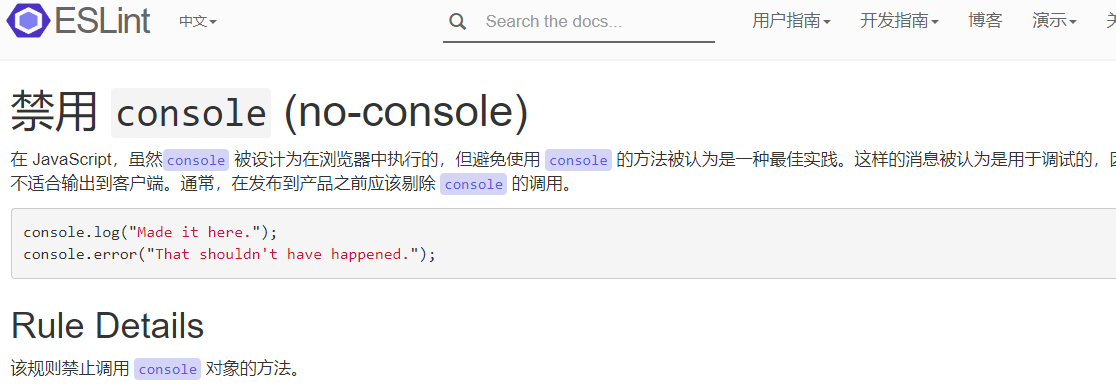 ESLint 中文 Search the docs... 用户指南 开发指南 博客 演示
禁用 console (no-console)
在 JavaScript，虽然console 被设计为在浏览器中执行的，但避免使用 console 的方法被认为是一种最佳实践。这样的消息被认为是用于调试的，
不适合输出到客户端。通常，在发布到产品之前应该剔除 console 的调用。
console.log("Made it here.");
console.error("That shouldn't have happened.");
Rule Details
该规则禁止调用 console 对象的方法。